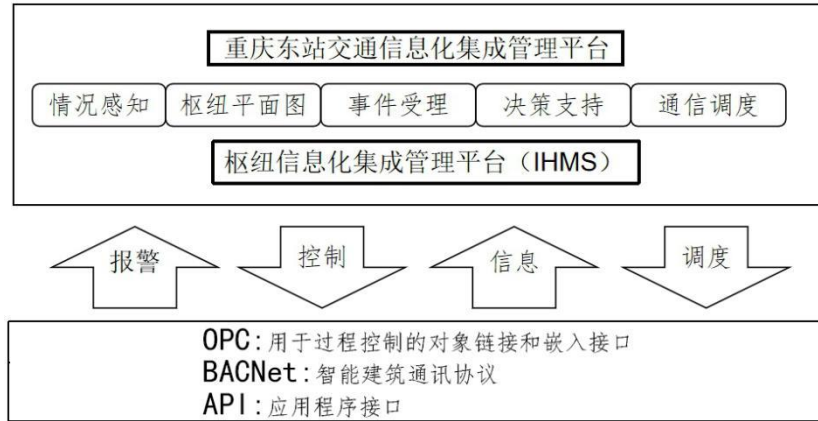 重庆东站交通信息化集成管理平台
情况感知 枢纽平面图 事件受理 决策支持 通信调度
枢纽信息化集成管理平台（IHMS）
报警 控制 信息 调度
OPC:用于过程控制的对象链接和嵌入接口
BACNet:智能建筑通讯协议
API:应用程序接口